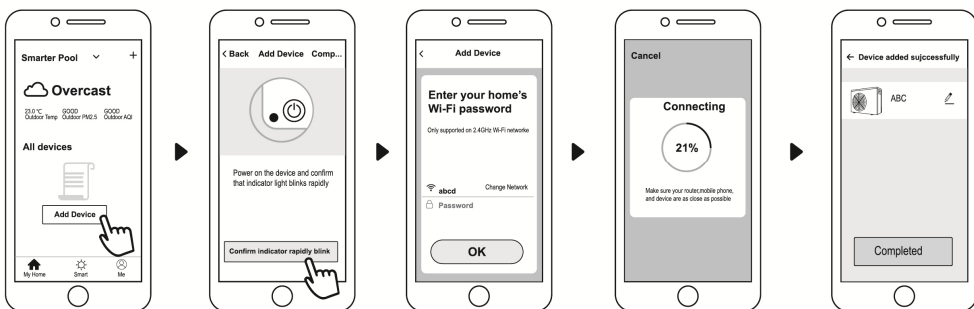 Smarter Pool +
Overcast
23.0 °C GOOD GOOD
Outdoor Temp Outdoor PM2.5 Outdoor AQI
All devices
Add Device
My Home Smart Me
< Back Add Device Comp...
Power on the device and confirm
that indicator light blinks rapidly
Confirm indicator rapidly blink
< Add Device
Enter your home's
Wi-Fi password
Only supported on 2.4GHz Wi-Fi networke
abcd Change Network
Password
OK
Cancel
Connecting
21%
Make sure your router,mobile phone,
and device are as close as possible
← Device added sujccessfully
ABC
Completed